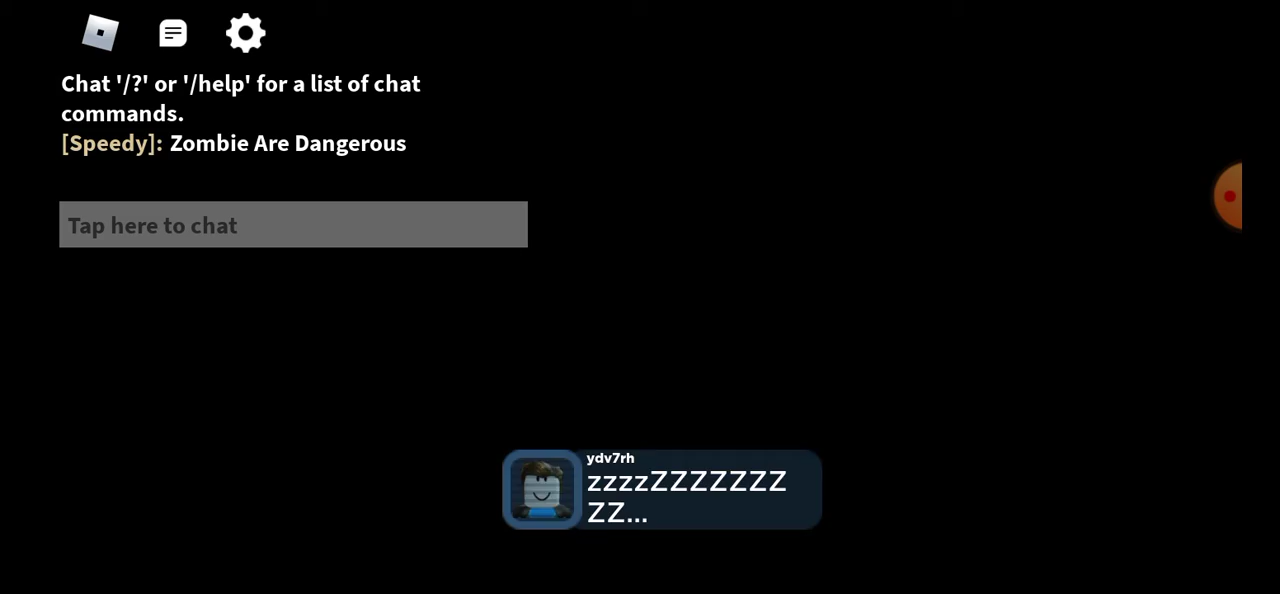 Chat '/?' or '/help' for a list of chat
commands.
[Speedy]: Zombie Are Dangerous
Tap here to chat
ydv7rh
zzzzZZZZZZZ
ZZ...